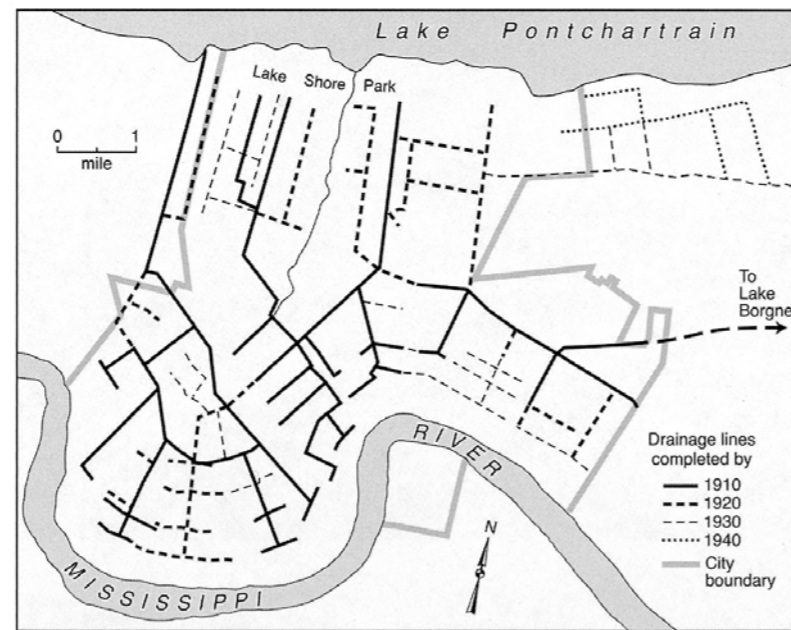 Lake Pontchartrain
Lake Shore Park
0 1
mile
To
Lake
Borgne
RIVER
MISSISSIPPI
N
Drainage lines
completed by
1910
1920
1930
1940
City
boundary